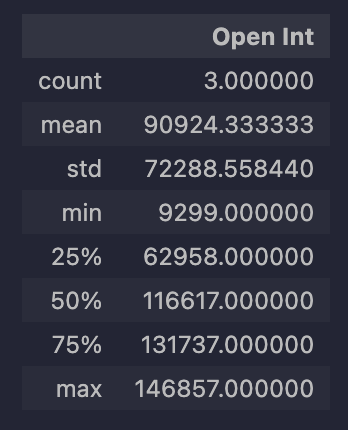 Open Int
count 3.000000
mean 90924.333333
std 72288.558440
min 9299.000000
25% 62958.000000
50% 116617.000000
75% 131737.000000
max 146857.000000